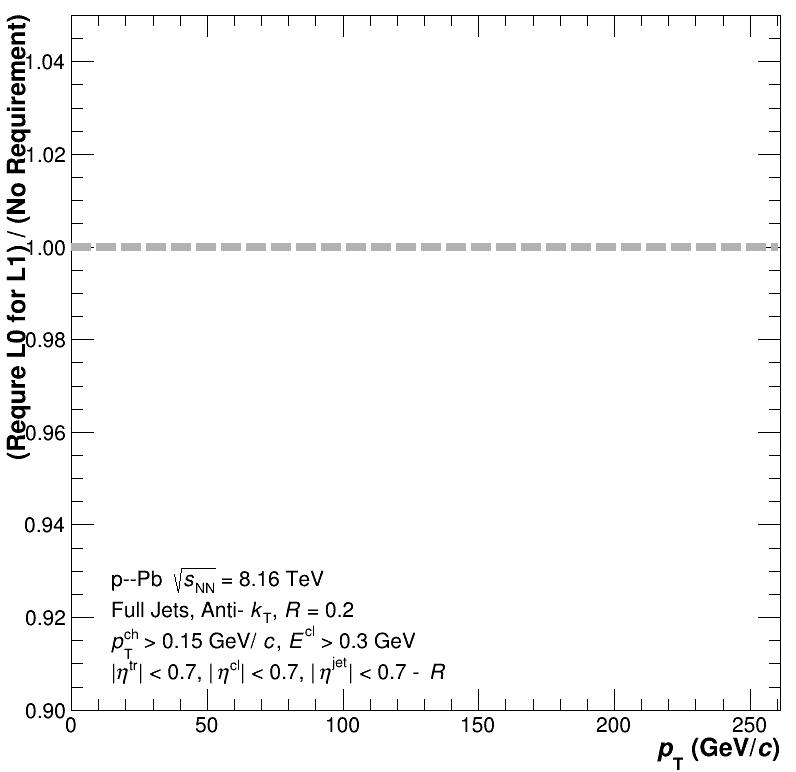 (Requre L0 for L1) / (No Requirement)
1.04
1.02
1.00
0.98
0.96
0.94
0.92
0.90
p--Pb √sNN = 8.16 TeV
Full Jets, Anti- kT, R = 0.2
pTch > 0.15 GeV/ c, Ecl > 0.3 GeV
|ηtr| < 0.7, | ηcl| < 0.7, | ηjet| < 0.7 - R
0 50 100 150 200 250
pT (GeV/c)